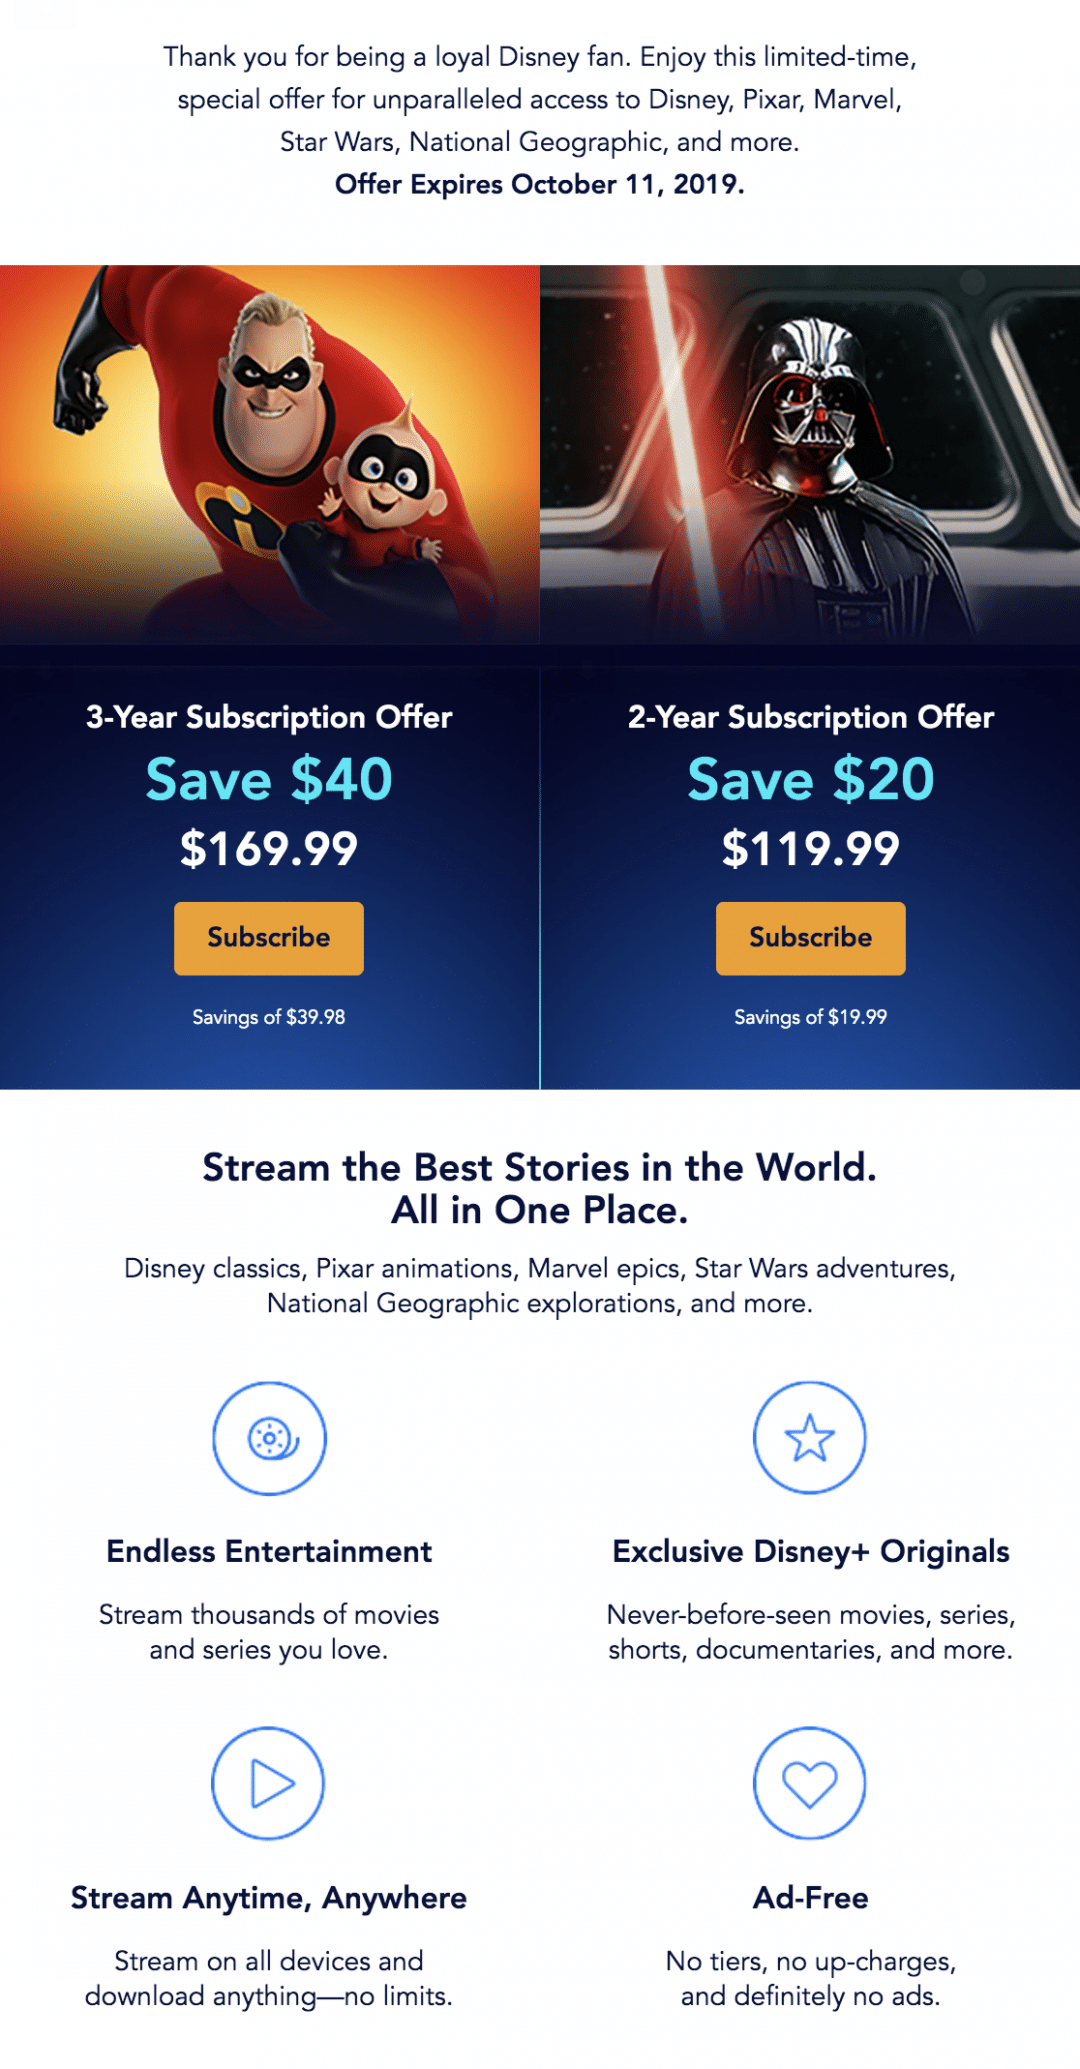 Thank you for being a loyal Disney fan. Enjoy this limited-time,
special offer for unparalleled access to Disney, Pixar, Marvel,
Star Wars, National Geographic, and more.
Offer Expires October 11, 2019.
3-Year Subscription Offer
Save $40
$169.99
Subscribe
Savings of $39.98
2-Year Subscription Offer
Save $20
$119.99
Subscribe
Savings of $19.99
Stream the Best Stories in the World.
All in One Place.
Disney classics, Pixar animations, Marvel epics, Star Wars adventures,
National Geographic explorations, and more.
Endless Entertainment
Stream thousands of movies
and series you love.
Exclusive Disney+ Originals
Never-before-seen movies, series,
shorts, documentaries, and more.
Stream Anytime, Anywhere
Stream on all devices and
download anything—no limits.
Ad-Free
No tiers, no up-charges,
and definitely no ads.